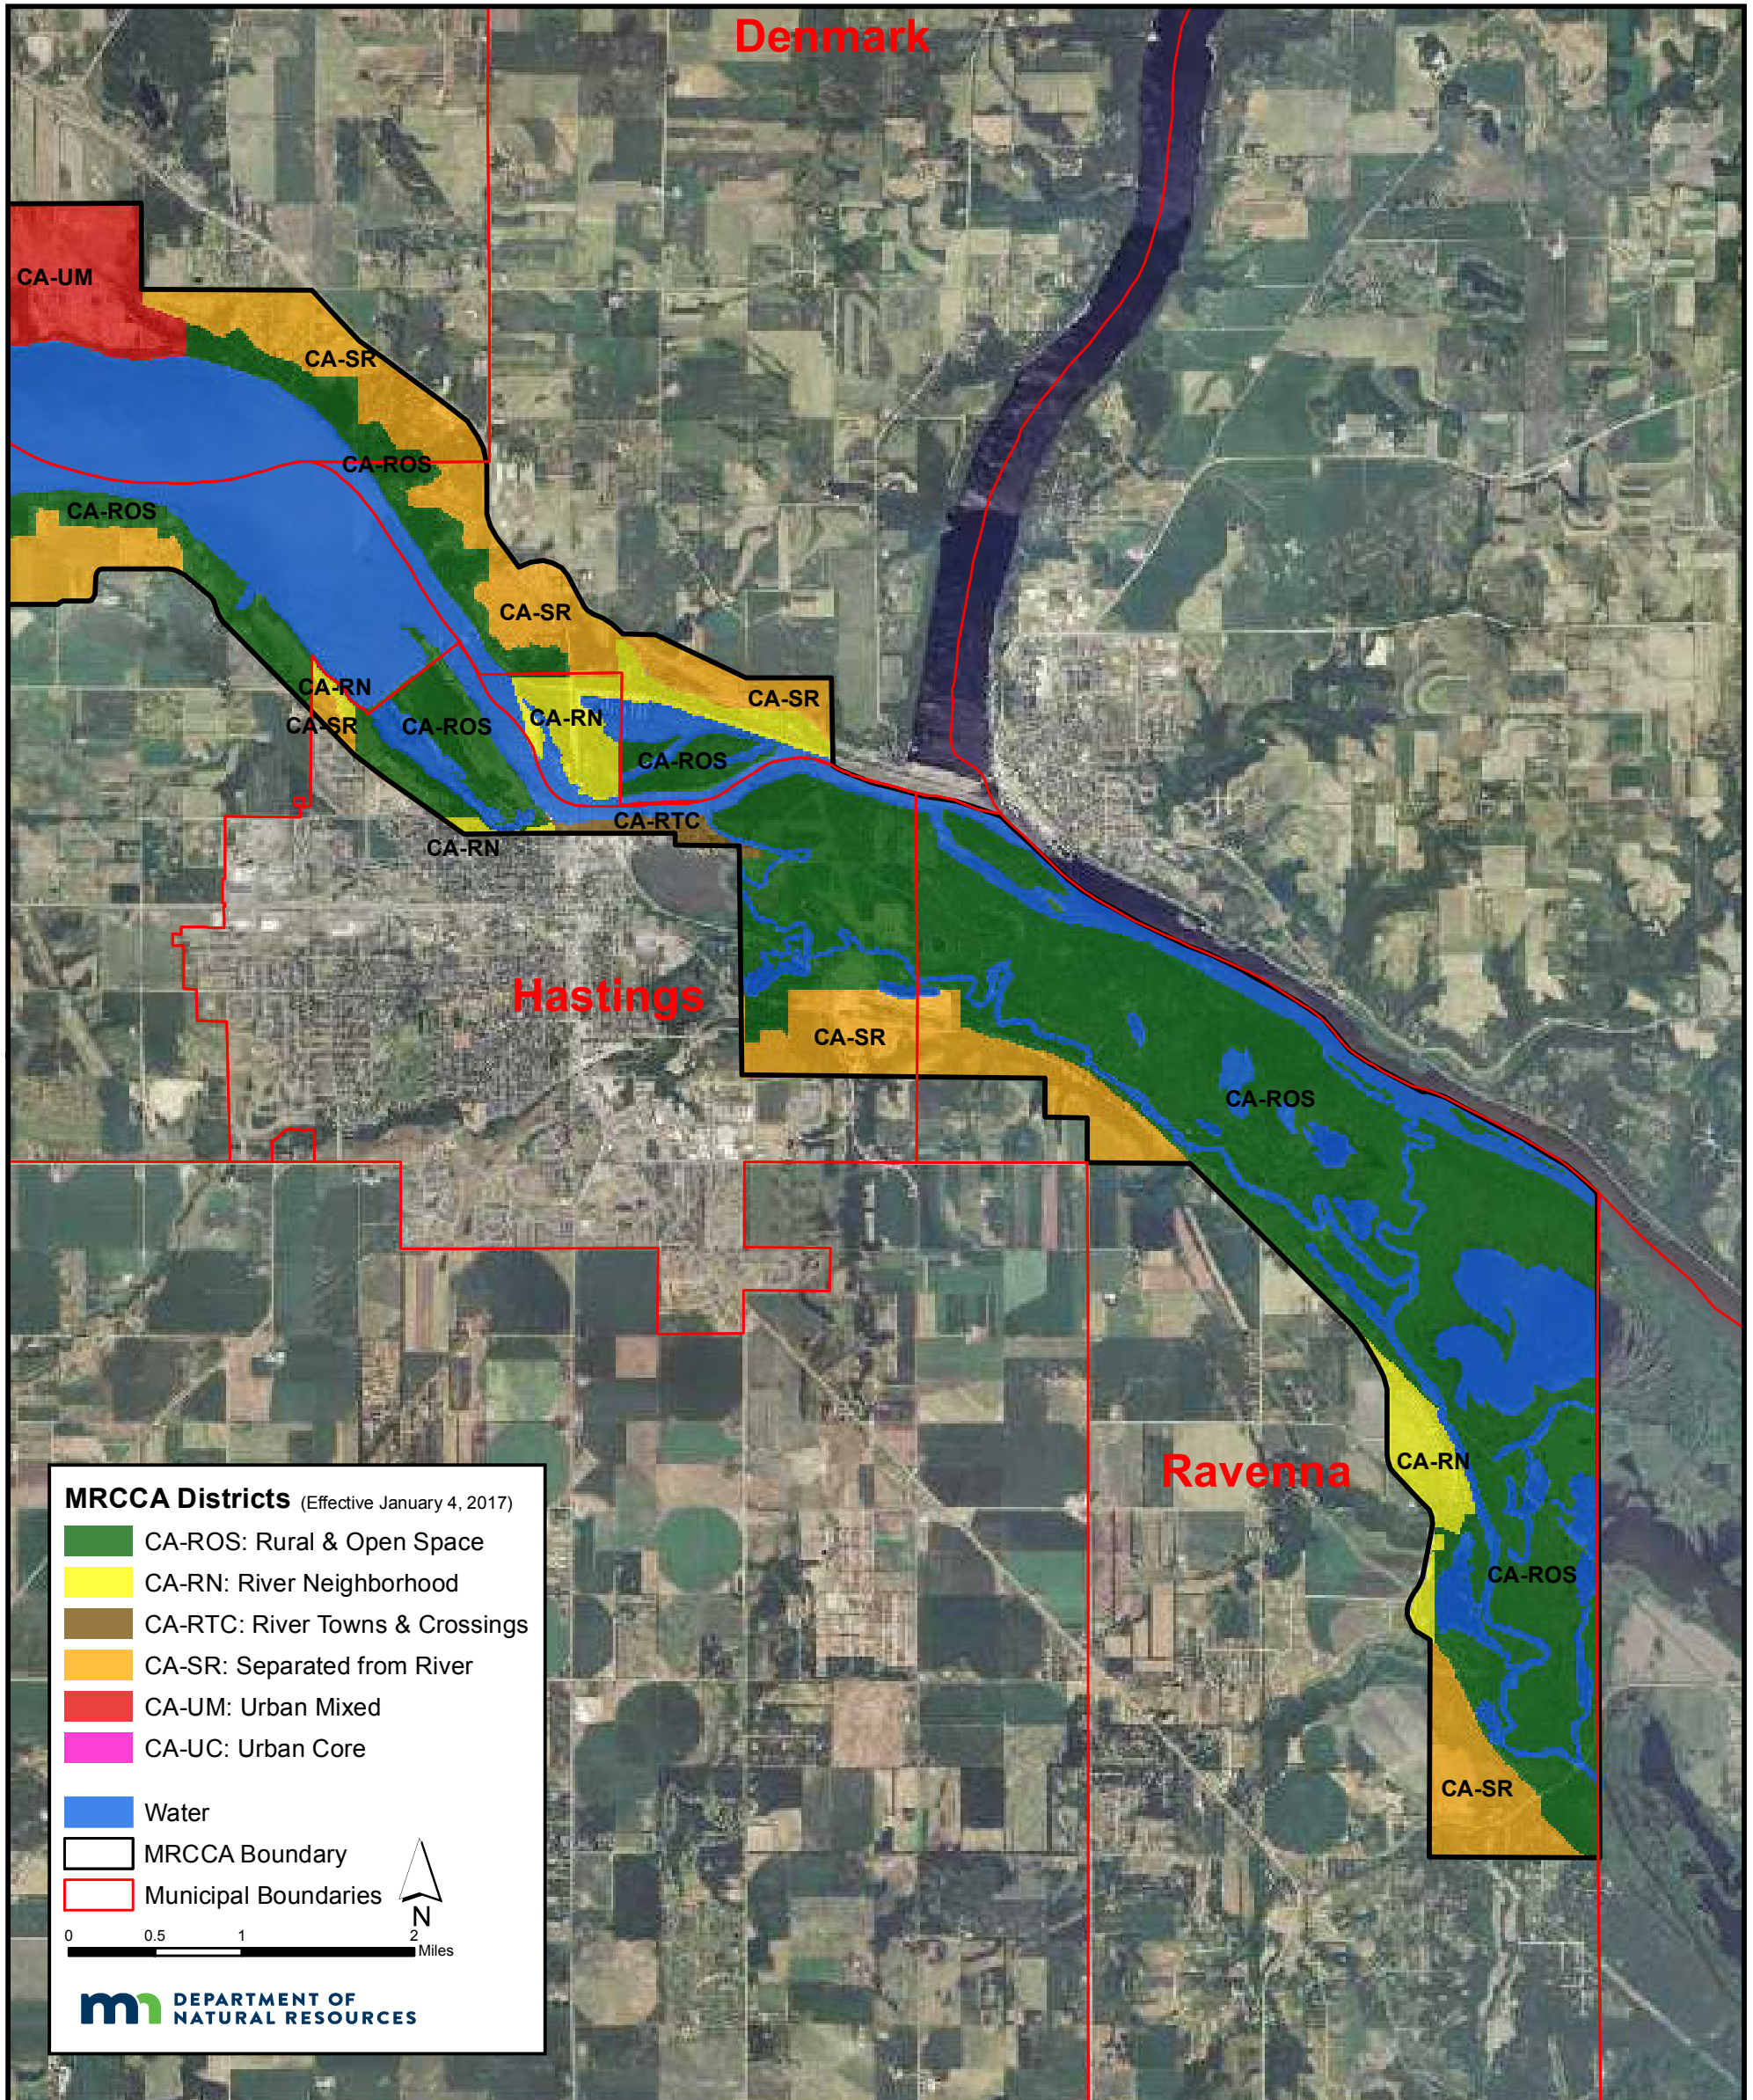 Denmark
CA-UM
CA-SR
CA-ROS
CA-ROS
CA-SR
CA-RN
CA-SR
CA-RN
CA-SR
CA-ROS
CA-ROS
CA-RTC
CA-RN
Hastings
CA-SR
CA-ROS
CA-RN
Ravenna
CA-ROS
CA-SR
MRCCA Districts (Effective January 4, 2017)
CA-ROS: Rural & Open Space
CA-RN: River Neighborhood
CA-RTC: River Towns & Crossings
CA-SR: Separated from River
CA-UM: Urban Mixed
CA-UC: Urban Core
Water
MRCCA Boundary
Municipal Boundaries
N
0 0.5 1 2
Miles
mn DEPARTMENT OF
NATURAL RESOURCES